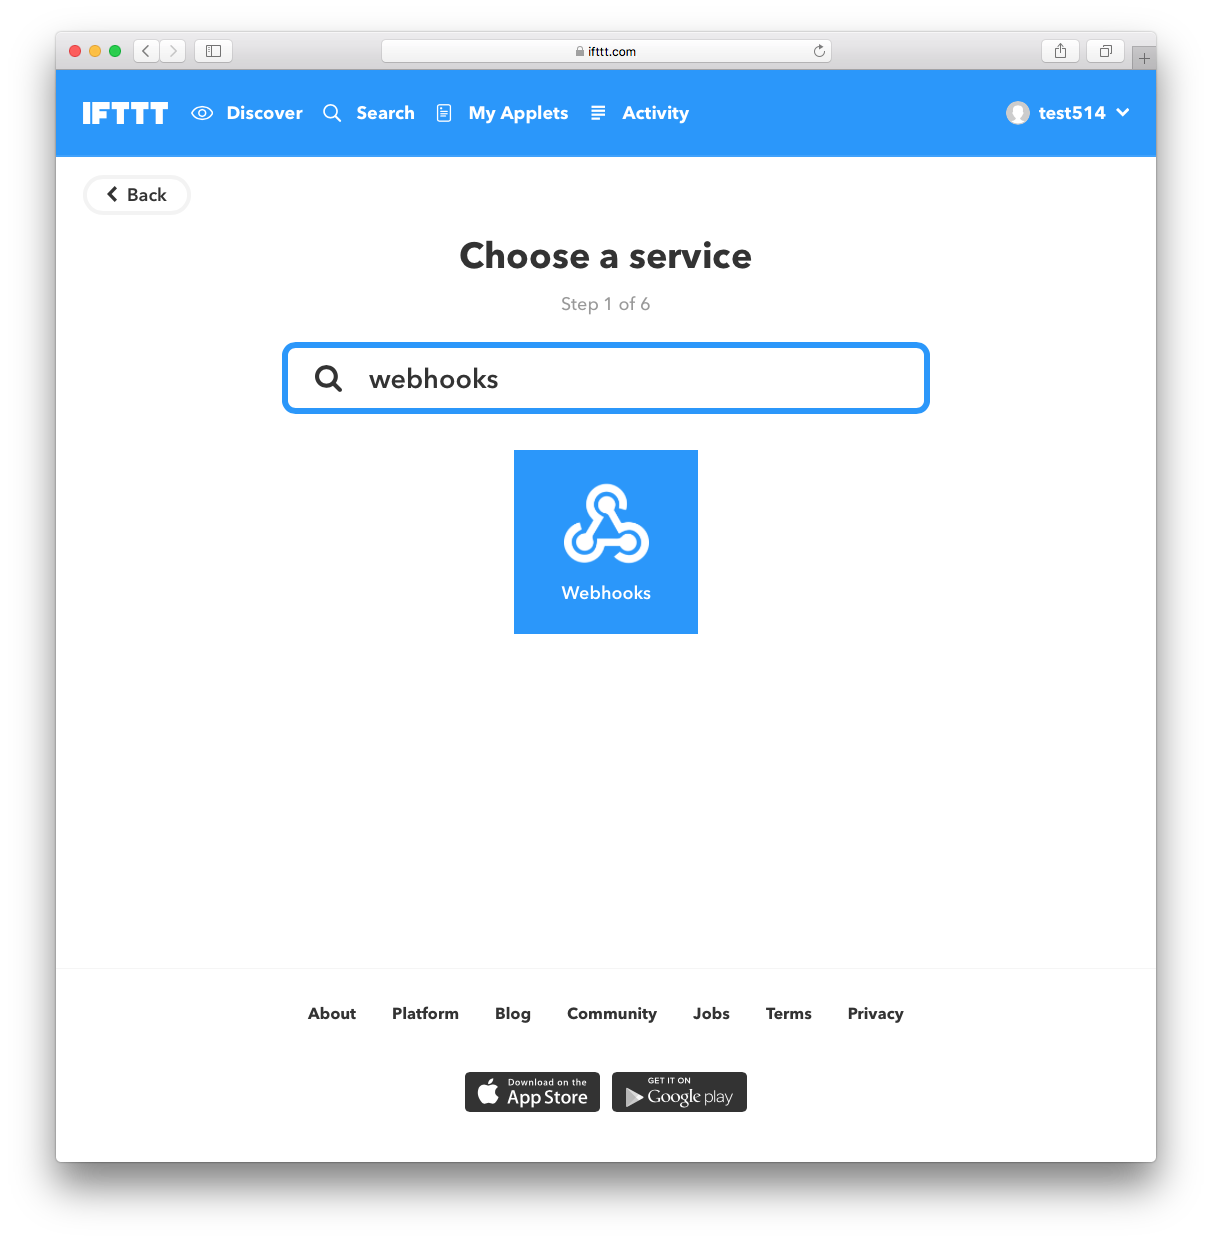 ifttt.com
IFTTT Discover Search My Applets Activity test514
Back
Choose a service
Step 1 of 6
webhooks
Webhooks
About Platform Blog Community Jobs Terms Privacy
Download on the
App Store
GET IT ON
Google play